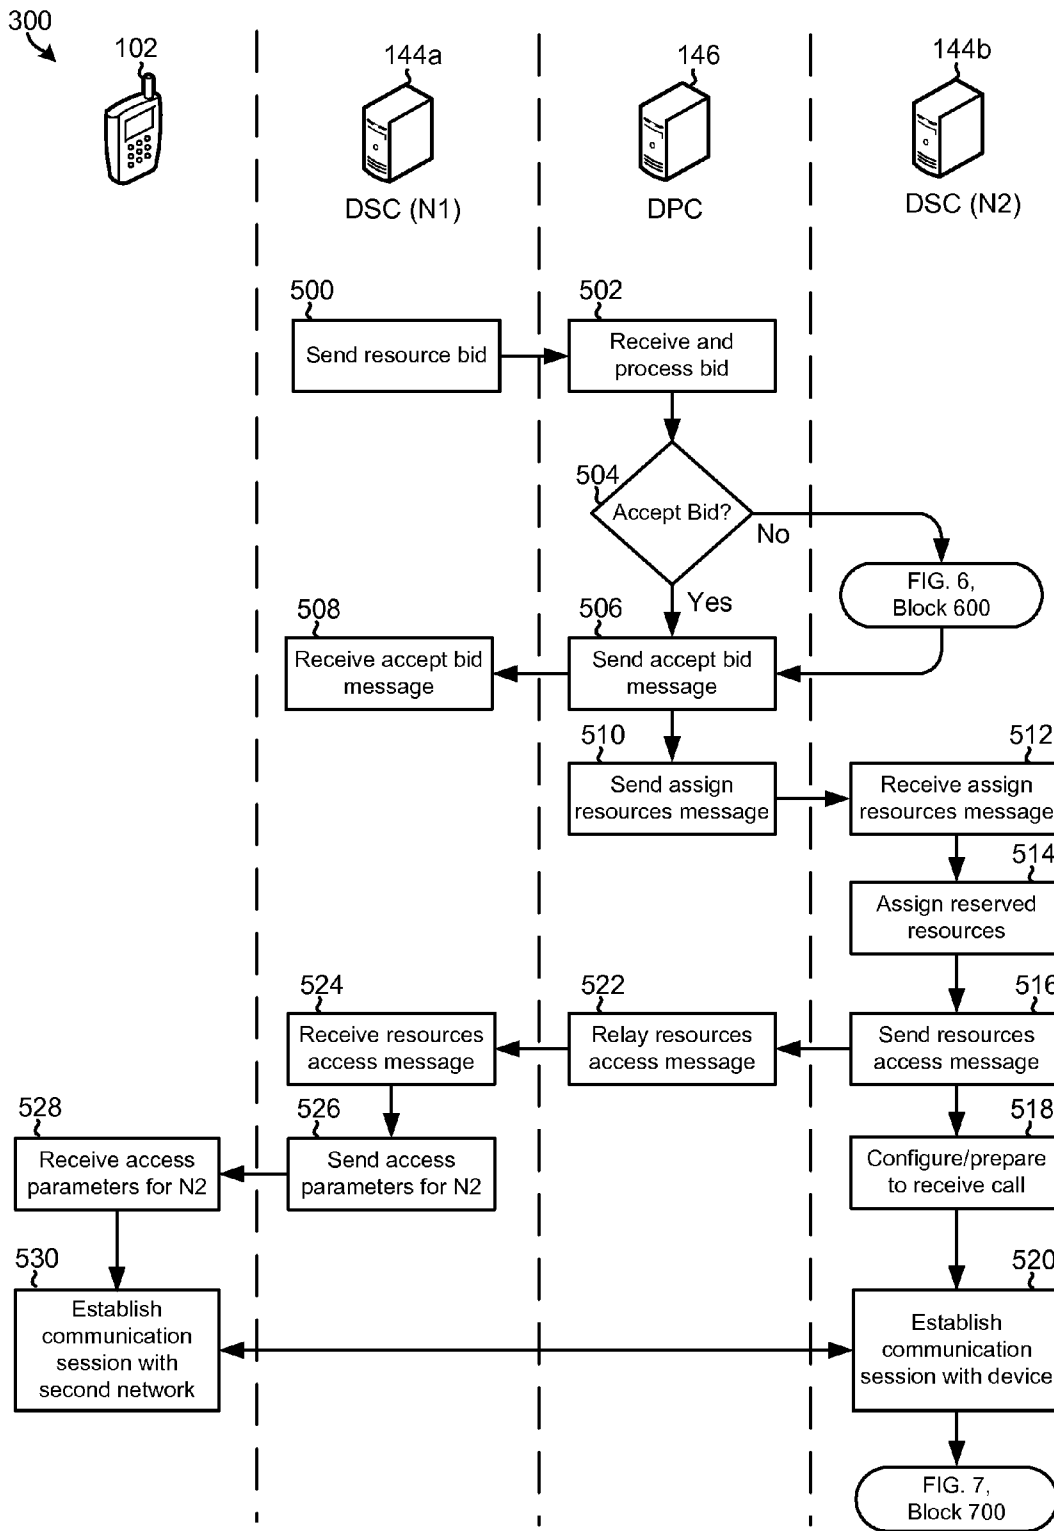 300
102
144a
146
144b
DSC (N1)
DPC
DSC (N2)
500
Send resource bid
502
Receive and
process bid
504
Accept Bid?
No
Yes
FIG. 6,
Block 600
508
Receive accept bid
message
506
Send accept bid
message
510
Send assign
resources message
512
Receive assign
resources message
514
Assign reserved
resources
524
Receive resources
access message
522
Relay resources
access message
516
Send resources
access message
528
Receive access
parameters for N2
526
Send access
parameters for N2
518
Configure/prepare
to receive call
530
Establish
communication
session with
second network
520
Establish
communication
session with device
FIG. 7,
Block 700